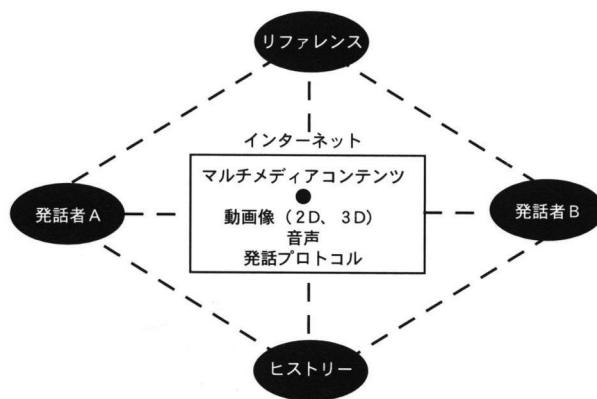 リファレンス
インターネット
マルチメディアコンテンツ
発話者A
動画像(2D、3D)
発話者B
音声
発話プロトコル
ヒストリー